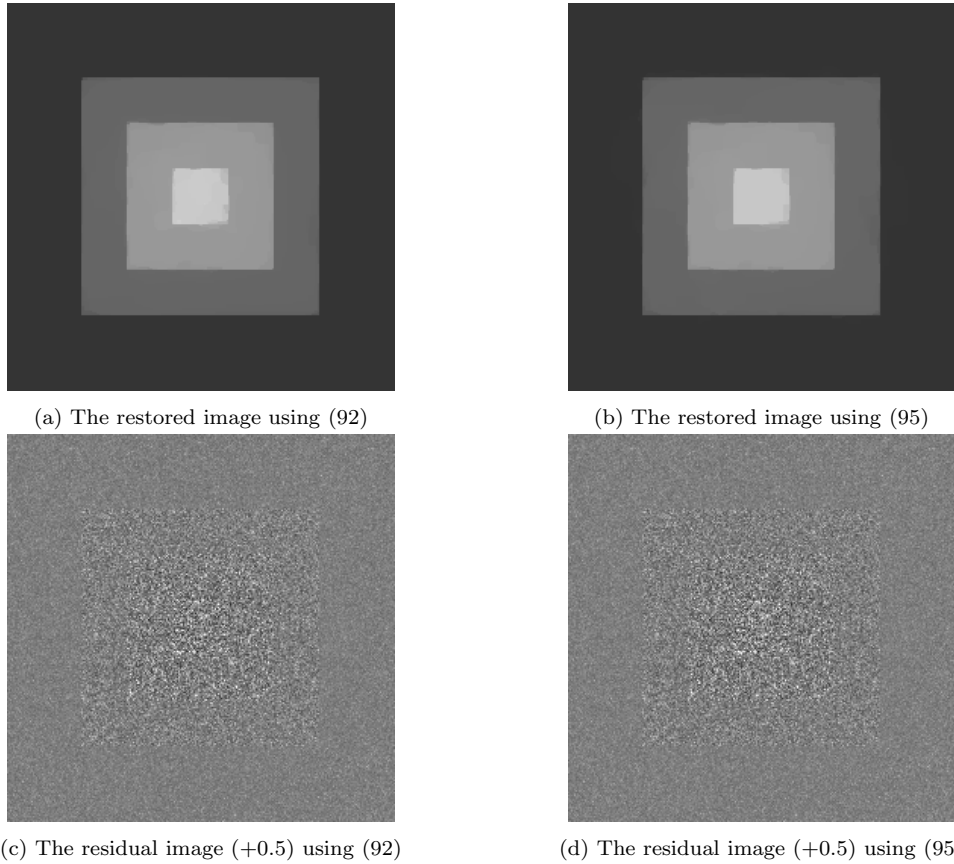 (a) The restored image using (92)
(b) The restored image using (95)
(c) The residual image (+0.5) using (92)
(d) The residual image (+0.5) using (95